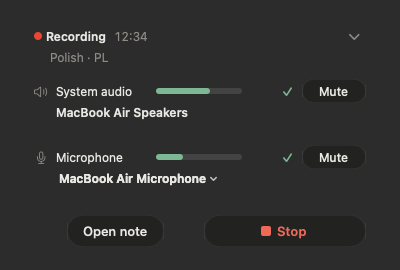 Recording 12:34
Polish · PL
System audio Mute
MacBook Air Speakers
Microphone Mute
MacBook Air Microphone
Open note Stop